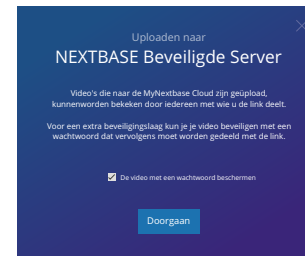 Uploaden naar
NEXTBASE Beveiligde Server
Video's die naar de MyNextbase Cloud zijn geüpload,
kunnenworden bekeken door iedereen met wie u de link deelt.
Voor een extra beveiligingslaag kun je je video beveiligen met een
wachtwoord dat vervolgens moet worden gedeeld met de link.
De video met een wachtwoord beschermen
Doorgaan